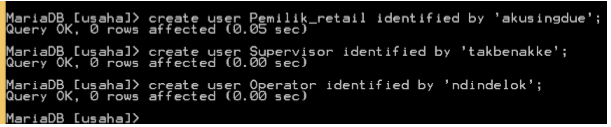 MariaDB [usaha]> create user Pemilik_retail identified by 'akusingdue';
Query OK, 0 rows affected (0.05 sec)
MariaDB [usaha]> create user Supervisor identified by 'takbenakke';
Query OK, 0 rows affected (0.00 sec)
MariaDB [usaha]> create user Operator identified by 'ndindelok';
Query OK, 0 rows affected (0.00 sec)
MariaDB [usaha]>